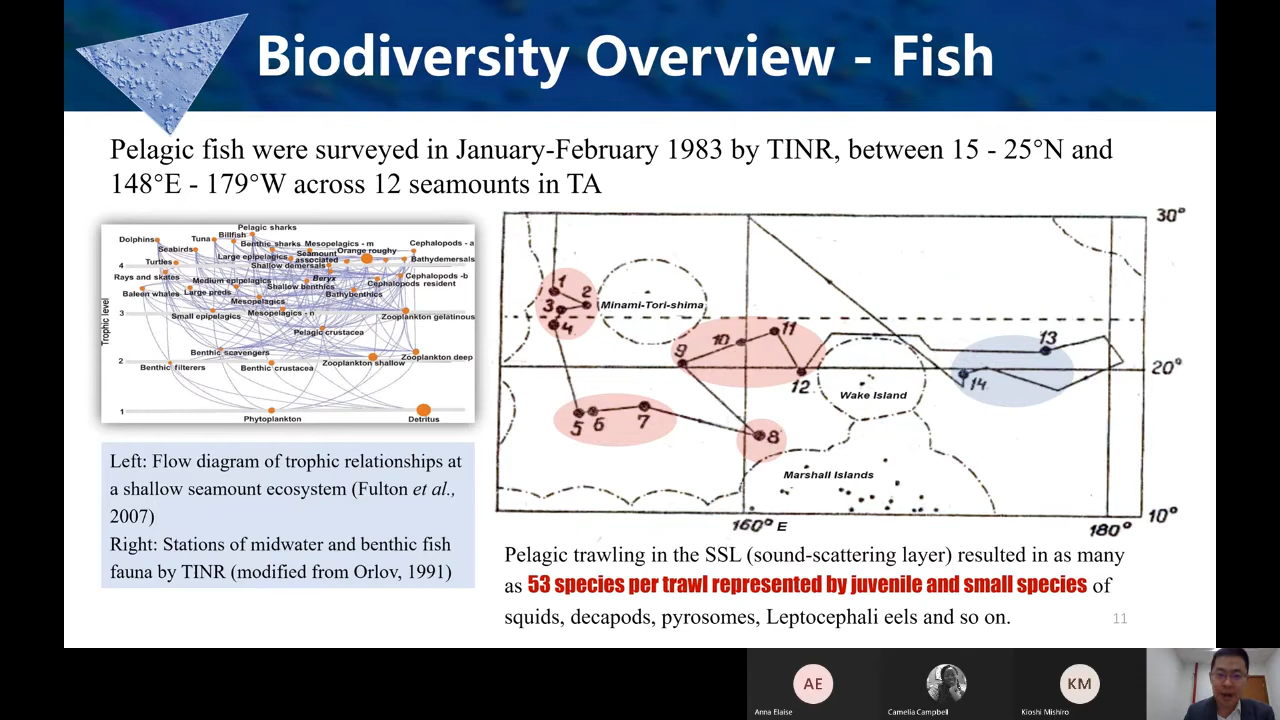 Biodiversity Overview - Fish
Pelagic fish were surveyed in January-February 1983 by TINR, between 15 - 25°N and
148°E - 179°W across 12 seamounts in TA
Pelagic sharks
Dolphins
Tuna
Billfish
Seabirds
Benthic sharks
Mesopelagics - m
Cephalopods - a
Turtles
Large epipelagics
Seamount
associated
Orange roughy
Bathydemersals
4
Shallow demersals
Rays and skates
Medium epipelagics
Beryx
Cephalopods -b
Baleen whales
Large preds
Shallow benthics
Cephalopods resident
Mesopelagics
Bathybenthics
Trophic level
3
Small epipelagics
Mesopelagics - n
Zooplankton gelatinous
Pelagic crustacea
Benthic scavengers
2
Benthic filterers
Benthic crustacea
Zooplankton shallow
Zooplankton deep
1
Phytoplankton
Detritus
Left: Flow diagram of trophic relationships at
a shallow seamount ecosystem (Fulton et al.,
2007)
Right: Stations of midwater and benthic fish
fauna by TINR (modified from Orlov, 1991)
30°
1
2
3
4
Minami-Tori-shima
9
10
11
12
13
14
20°
Wake Island
5
6
7
8
Marshall Islands
160° E
180°
10°
Pelagic trawling in the SSL (sound-scattering layer) resulted in as many
as 53 species per trawl represented by juvenile and small species of
squids, decapods, pyrosomes, Leptocephali eels and so on.
11
AE
KM
Anna Elaise
Camelia Campbell
Kioshi Mishiro